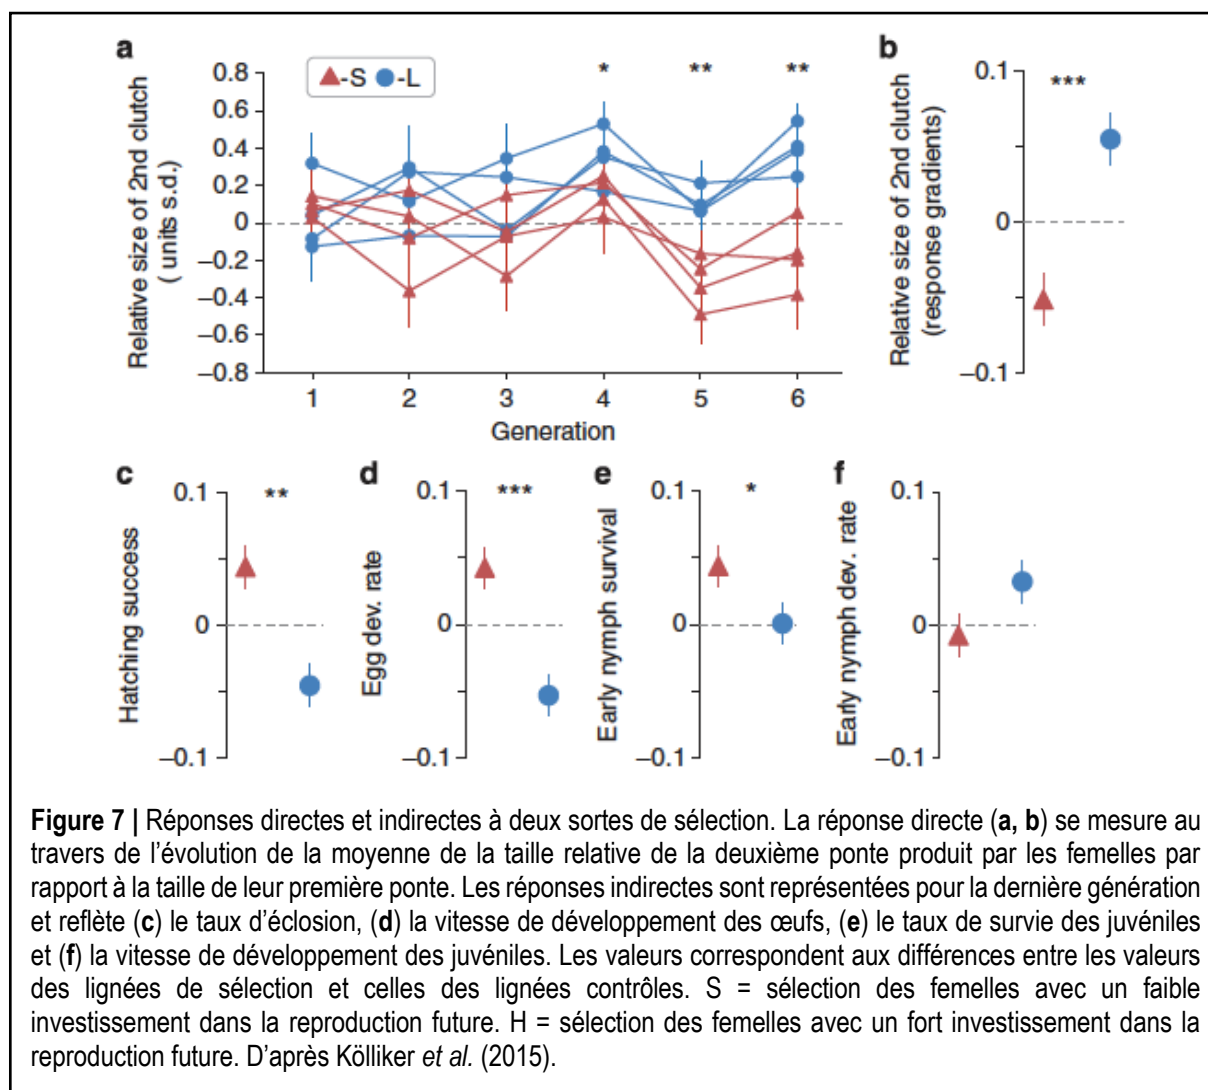 a
b
0.8
0.6
0.4
0.2
0
−0.2
−0.4
−0.6
−0.8
Relative size of 2nd clutch
( units s.d.)
-S -L
* ** **
1 2 3 4 5 6
Generation
Relative size of 2nd clutch
(response gradients)
0.1
0
−0.1
***
c
Hatching success
0.1
0
−0.1
**
d
Egg dev. rate
0.1
0
−0.1
***
e
Early nymph survival
0.1
0
−0.1
*
f
Early nymph dev. rate
0.1
0
−0.1
Figure 7 | Réponses directes et indirectes à deux sortes de sélection. La réponse directe (a, b) se mesure au
travers de l’évolution de la moyenne de la taille relative de la deuxième ponte produit par les femelles par
rapport à la taille de leur première ponte. Les réponses indirectes sont représentées pour la dernière génération
et reflète (c) le taux d’éclosion, (d) la vitesse de développement des œufs, (e) le taux de survie des juvéniles
et (f) la vitesse de développement des juvéniles. Les valeurs correspondent aux différences entre les valeurs
des lignées de sélection et celles des lignées contrôles. S = sélection des femelles avec un faible
investissement dans la reproduction future. H = sélection des femelles avec un fort investissement dans la
reproduction future. D’après Kölliker et al. (2015).